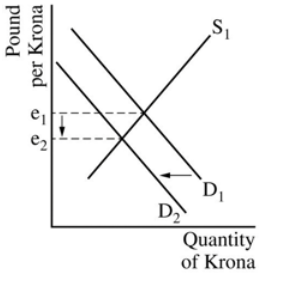 Pound
per Krona
S₁
e₁
e₂
D₁
D₂
Quantity
of Krona